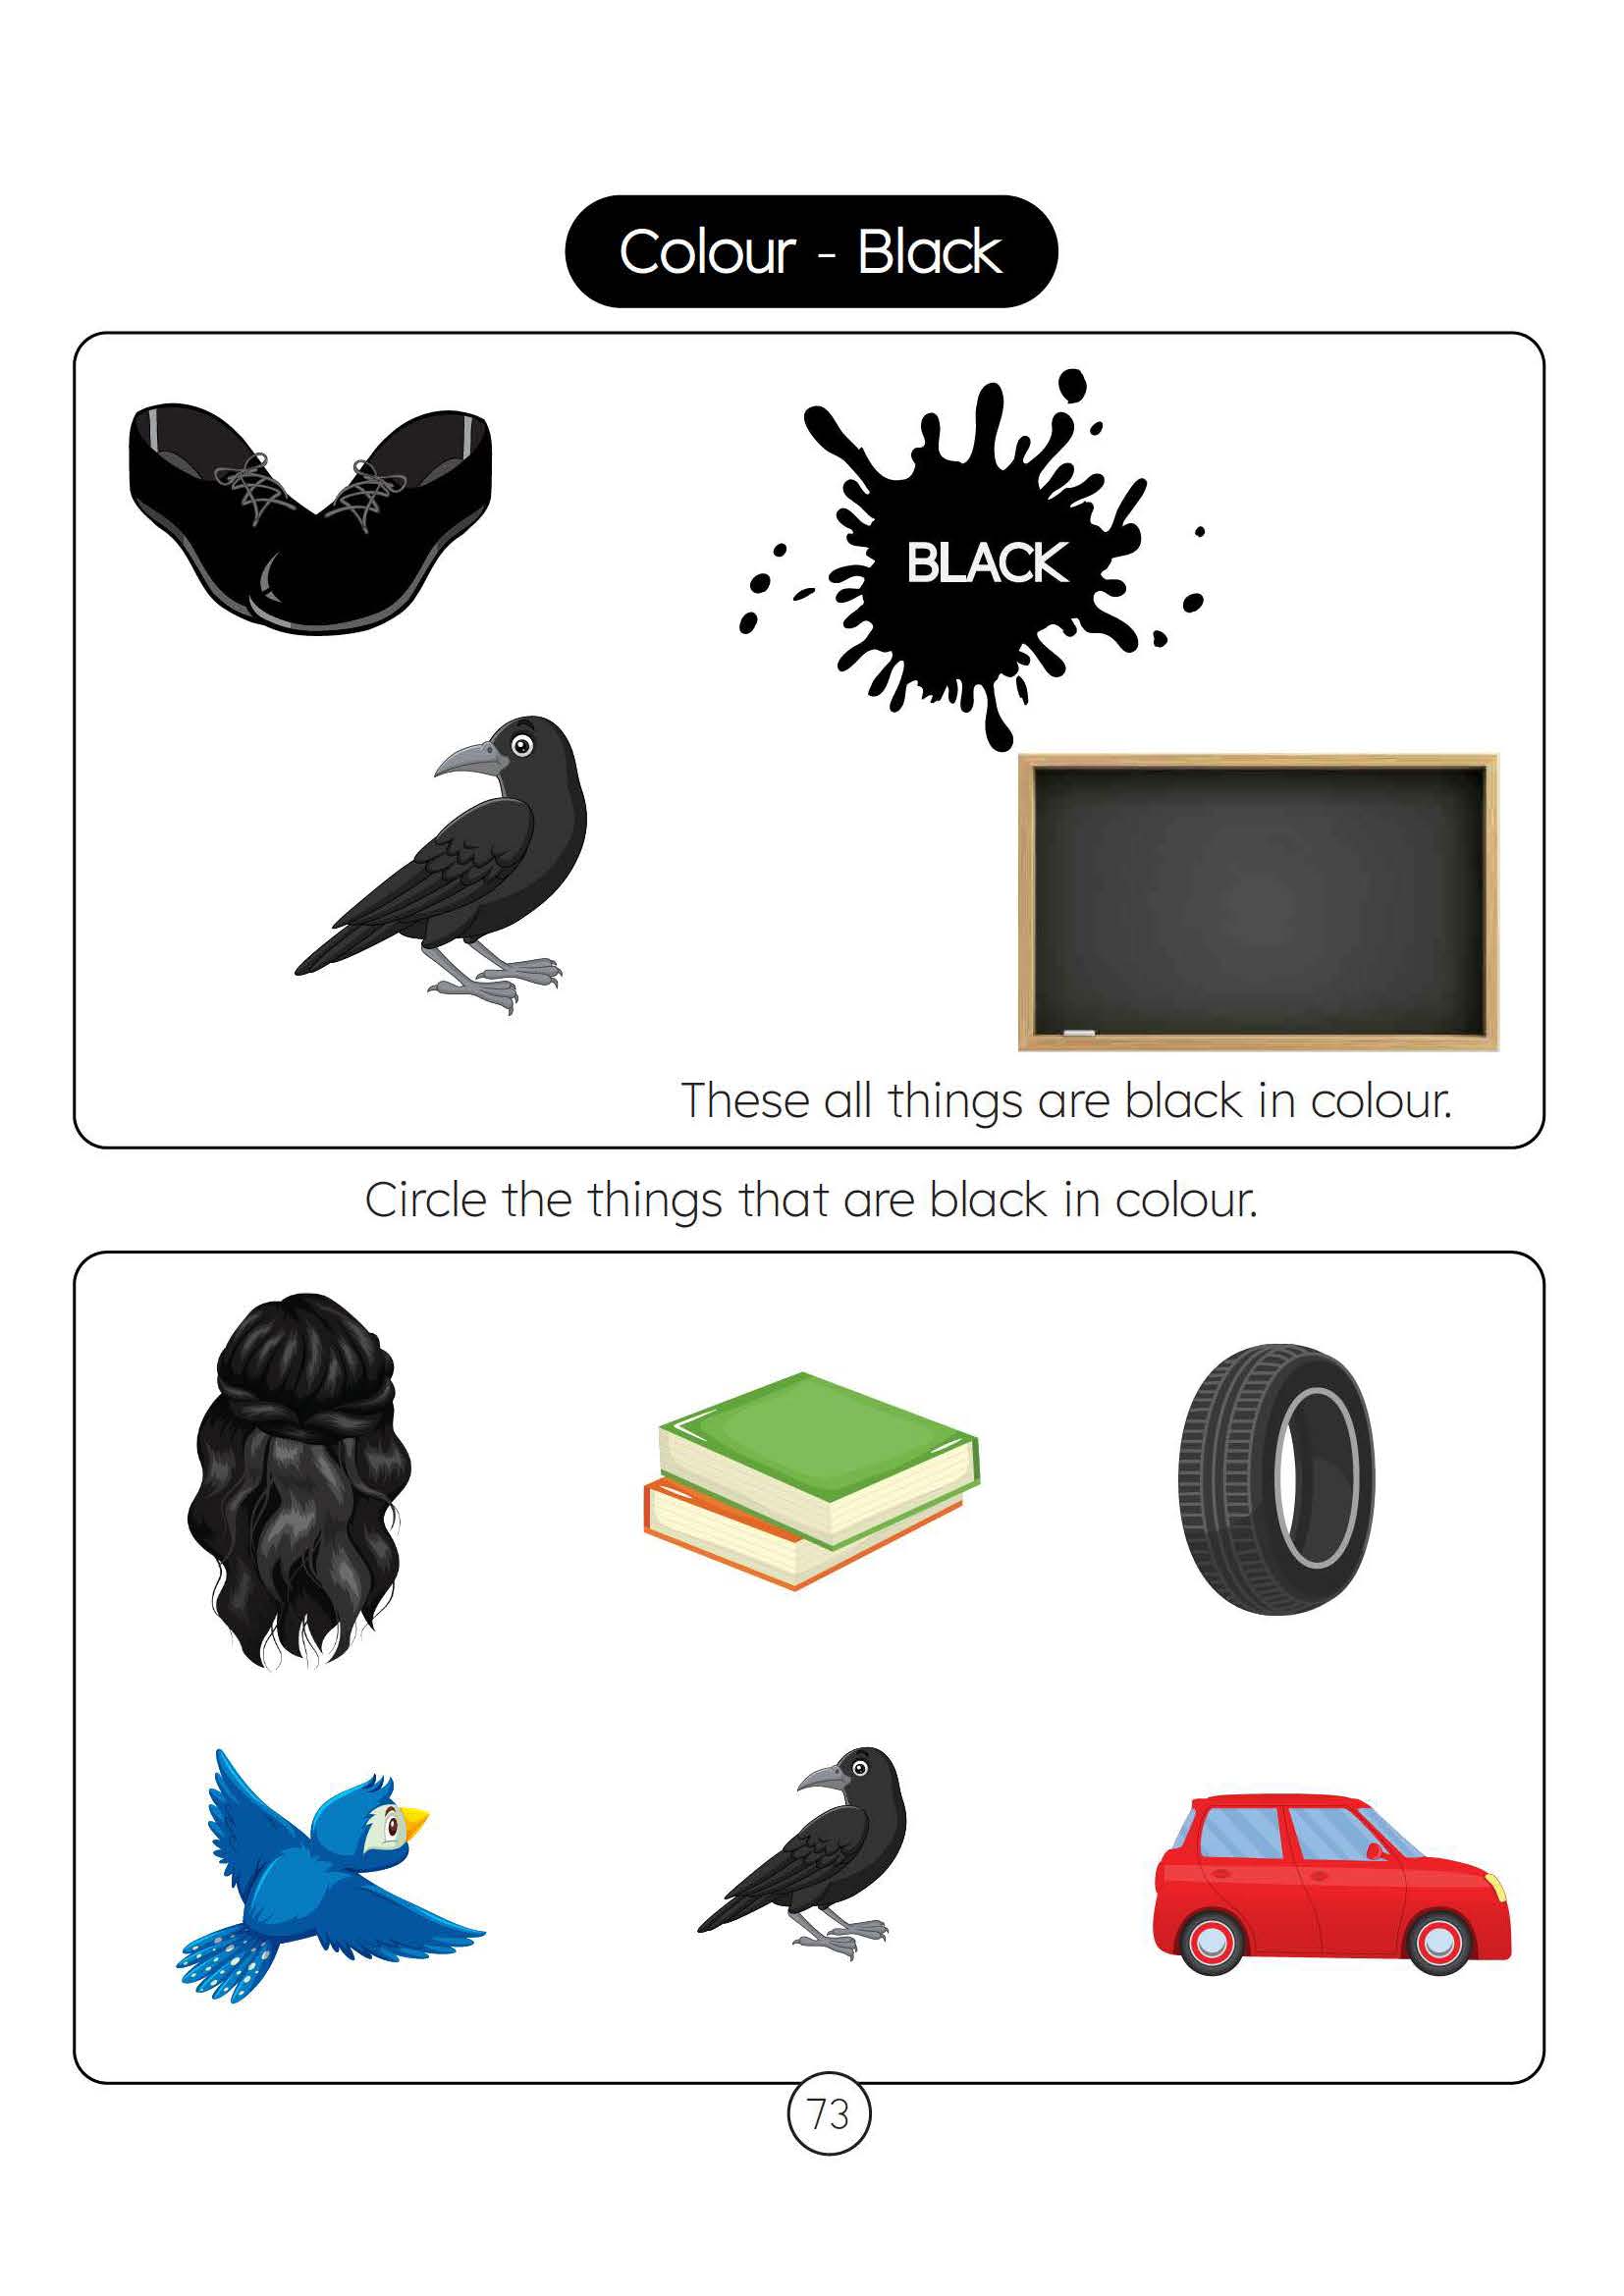 Colour - Black
BLACK
These all things are black in colour.
Circle the things that are black in colour.
73